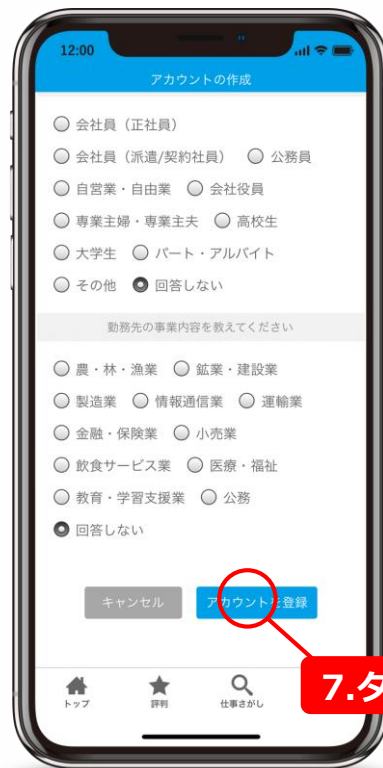 12:00
アカウントの作成
会社員（正社員）
会社員（派遣/契約社員） 公務員
自営業・自由業 会社役員
専業主婦・専業主夫 高校生
大学生 パート・アルバイト
その他 回答しない
勤務先の事業内容を教えてください
農・林・漁業 鉱業・建設業
製造業 情報通信業 運輸業
金融・保険業 小売業
飲食サービス業 医療・福祉
教育・学習支援業 公務
回答しない
キャンセル アカウントを登録
7.タ
トップ 評判 仕事さがし